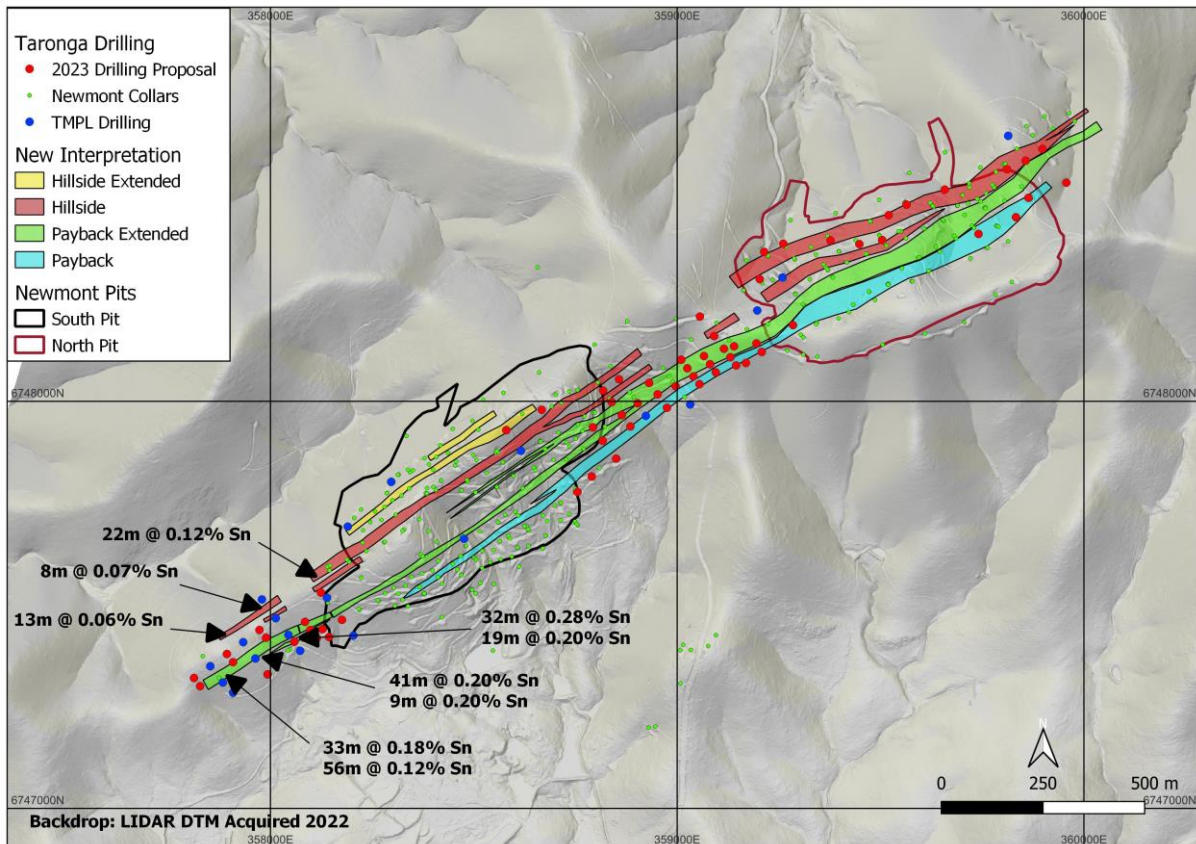 358000E
359000E
360000E
Taronga Drilling
2023 Drilling Proposal
Newmont Collars
TMPL Drilling
New Interpretation
Hillside Extended
Hillside
Payback Extended
Payback
Newmont Pits
South Pit
North Pit
6748000N
6748000N
22m @ 0.12% Sn
8m @ 0.07% Sn
13m @ 0.06% Sn
32m @ 0.28% Sn
19m @ 0.20% Sn
41m @ 0.20% Sn
9m @ 0.20% Sn
33m @ 0.18% Sn
56m @ 0.12% Sn
N
0 250 500 m
6747000N
6747000N
Backdrop: LIDAR DTM Acquired 2022
358000E
359000E
360000E